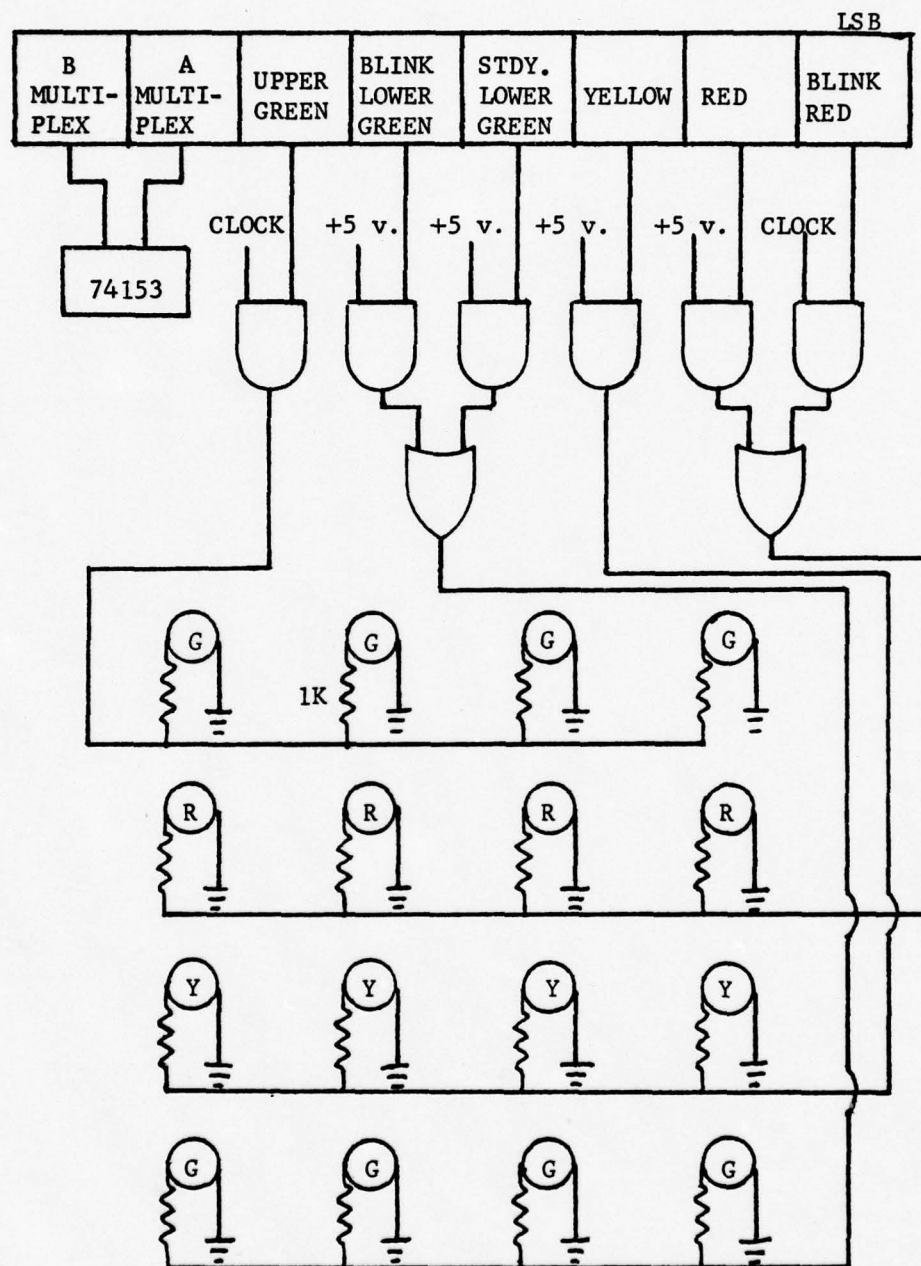 LSB
B
MULTI-
PLEX
A
MULTI-
PLEX
UPPER
GREEN
BLINK
LOWER
GREEN
STDY.
LOWER
GREEN
YELLOW
RED
BLINK
RED
CLOCK
+5 v.
+5 v.
+5 v.
+5 v.
CLOCK
74153
G
G
G
G
1K
R
R
R
R
Y
Y
Y
Y
G
G
G
G